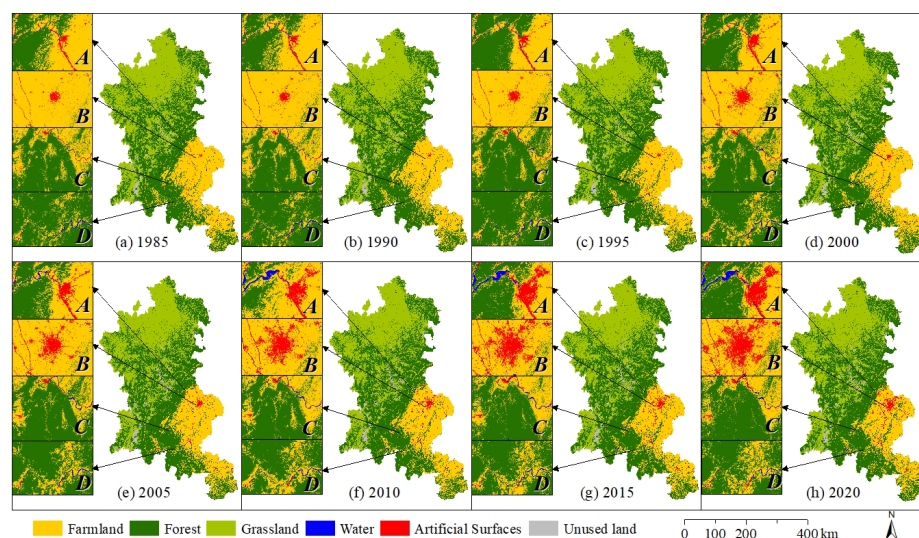 A
B
C
D
(a) 1985
A
B
C
D
(b) 1990
A
B
C
D
(c) 1995
A
B
C
D
(d) 2000
A
B
C
D
(e) 2005
A
B
C
D
(f) 2010
A
B
C
D
(g) 2015
A
B
C
D
(h) 2020
Farmland Forest Grassland Water Artificial Surfaces Unused land
0 100 200 400 km
N